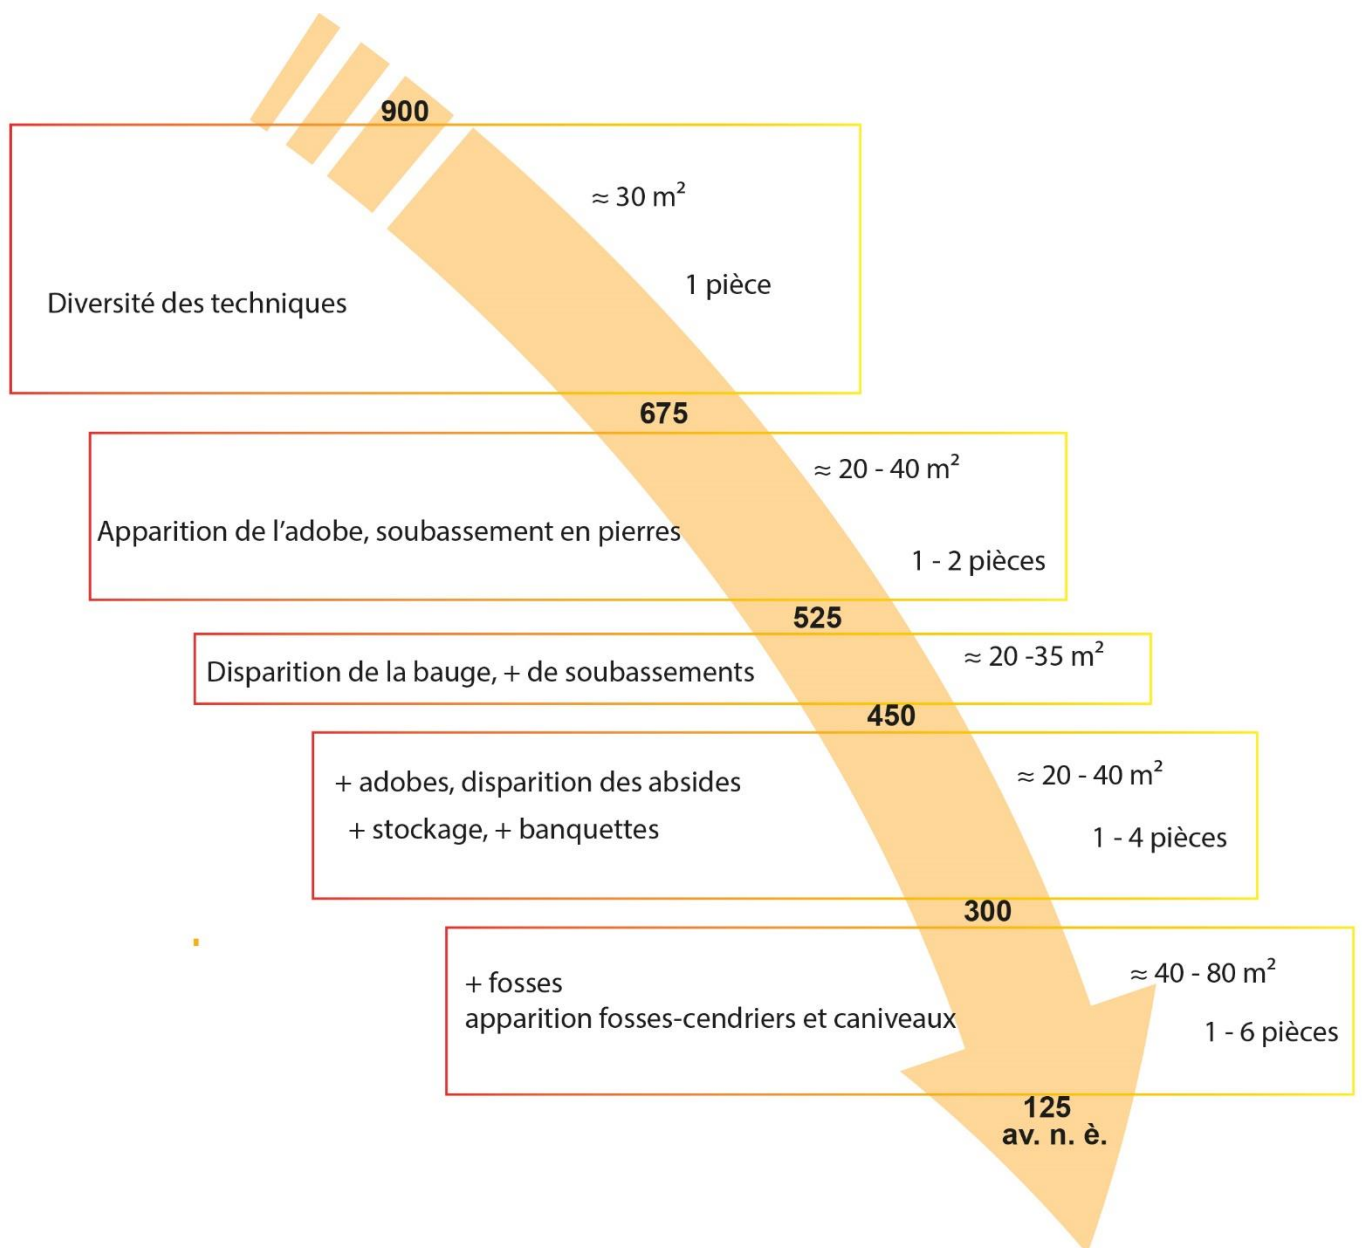 900
≈ 30 m²
1 pièce
Diversité des techniques
675
≈ 20 - 40 m²
Apparition de l'adobe, soubassement en pierres
1 - 2 pièces
525
≈ 20 -35 m²
Disparition de la bauge, + de soubassements
450
≈ 20 - 40 m²
+ adobes, disparition des absides
+ stockage, + banquettes
1 - 4 pièces
300
≈ 40 - 80 m²
+ fosses
apparition fosses-cendriers et caniveaux
1 - 6 pièces
125
av. n. è.